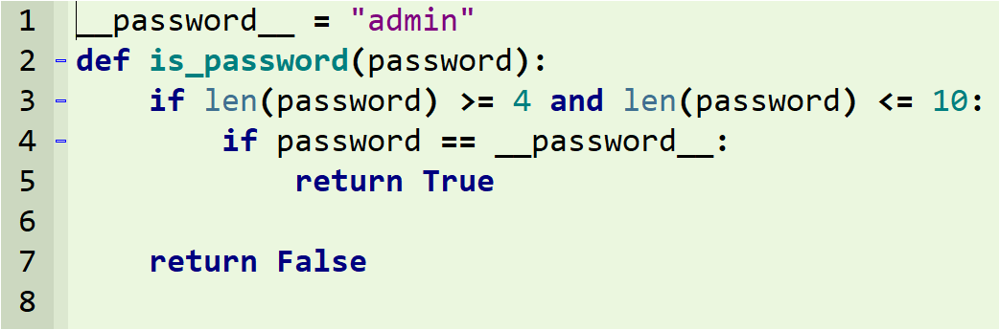 1 __password__ = "admin"
2 def is_password(password):
3     if len(password) >= 4 and len(password) <= 10:
4         if password == __password__:
5             return True
6
7     return False
8